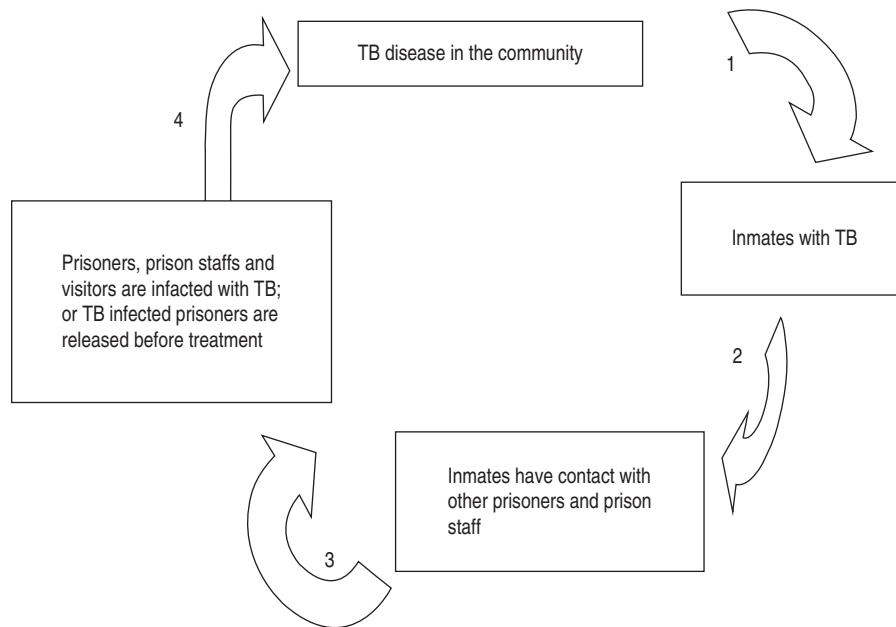 TB disease in the community
1
Inmates with TB
2
Inmates have contact with
other prisoners and prison
staff
3
Prisoners, prison staffs and
visitors are infacted with TB;
or TB infected prisoners are
released before treatment
4